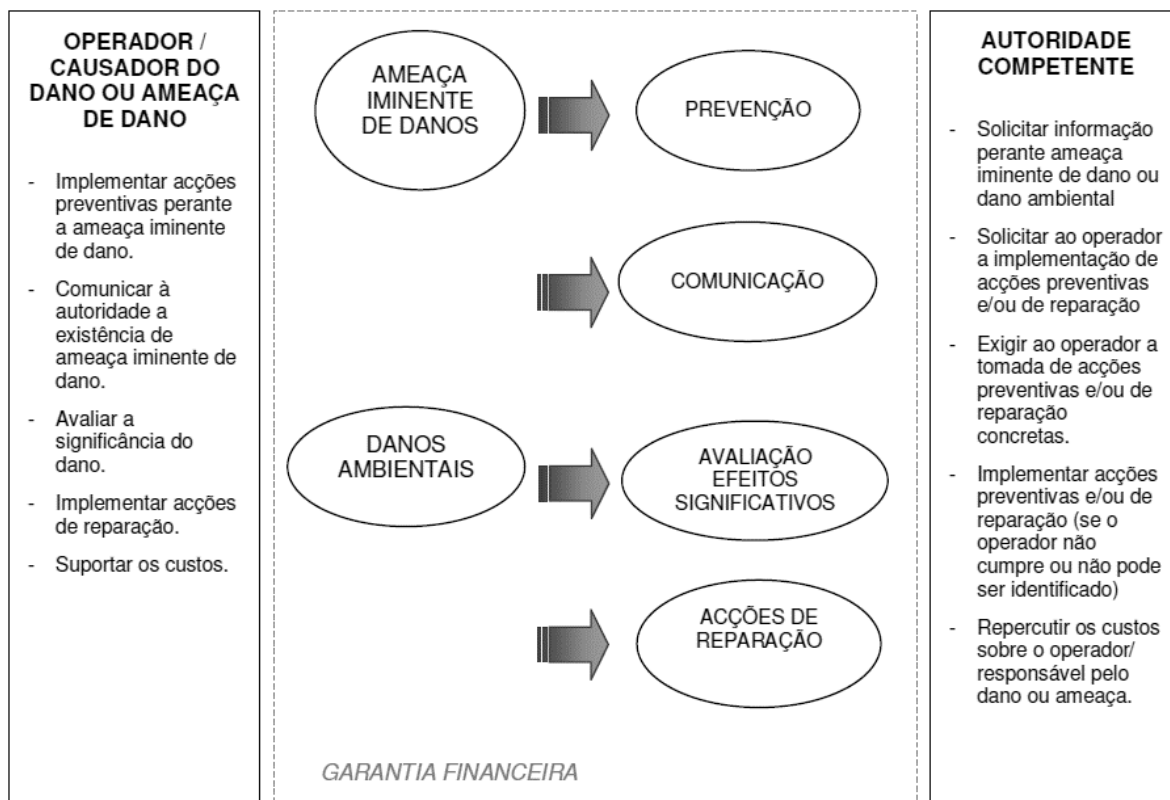 OPERADOR /
CAUSADOR DO
DANO OU AMEAÇA
DE DANO
- Implementar acções
preventivas perante
a ameaça iminente
de dano.
- Comunicar à
autoridade a
existência de
ameaça iminente de
dano.
- Avaliar a
significância do
dano.
- Implementar acções
de reparação.
- Suportar os custos.
AMEAÇA
IMINENTE
DE DANOS
PREVENÇÃO
COMUNICAÇÃO
DANOS
AMBIENTAIS
AVALIAÇÃO
EFEITOS
SIGNIFICATIVOS
ACÇÕES DE
REPARAÇÃO
GARANTIA FINANCEIRA
AUTORIDADE
COMPETENTE
- Solicitar informação
perante ameaça
iminente de dano ou
dano ambiental
- Solicitar ao operador
a implementação de
acções preventivas
e/ou de reparação
- Exigir ao operador a
tomada de acções
preventivas e/ou de
reparação
concretas.
- Implementar acções
preventivas e/ou de
reparação (se o
operador não
cumpre ou não pode
ser identificado)
- Repercutir os custos
sobre o operador/
responsável pelo
dano ou ameaça.